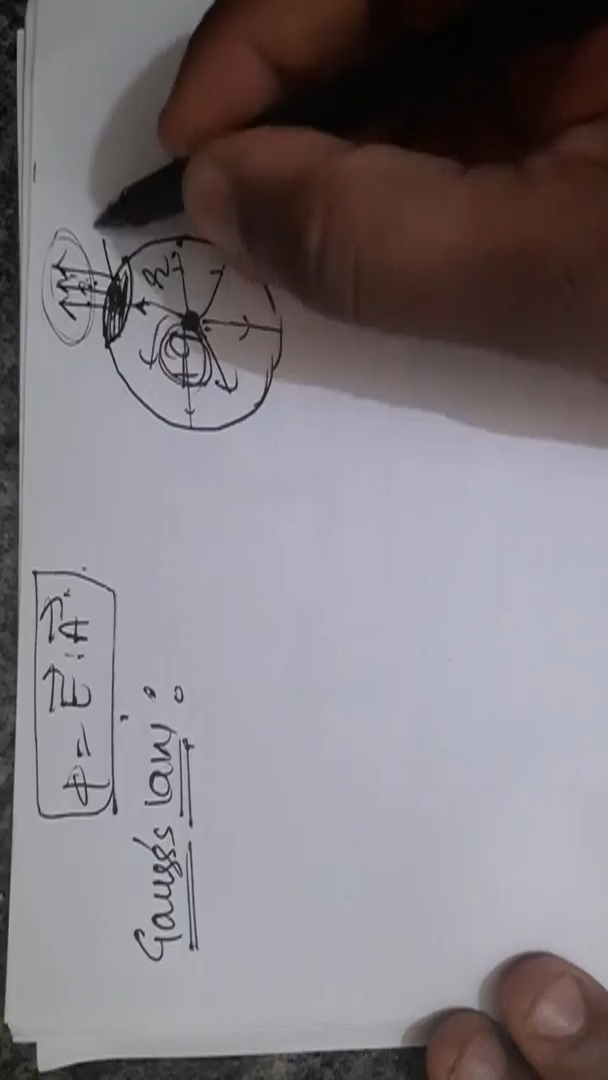 φ = E⃗ . A⃗
Gauss's law :